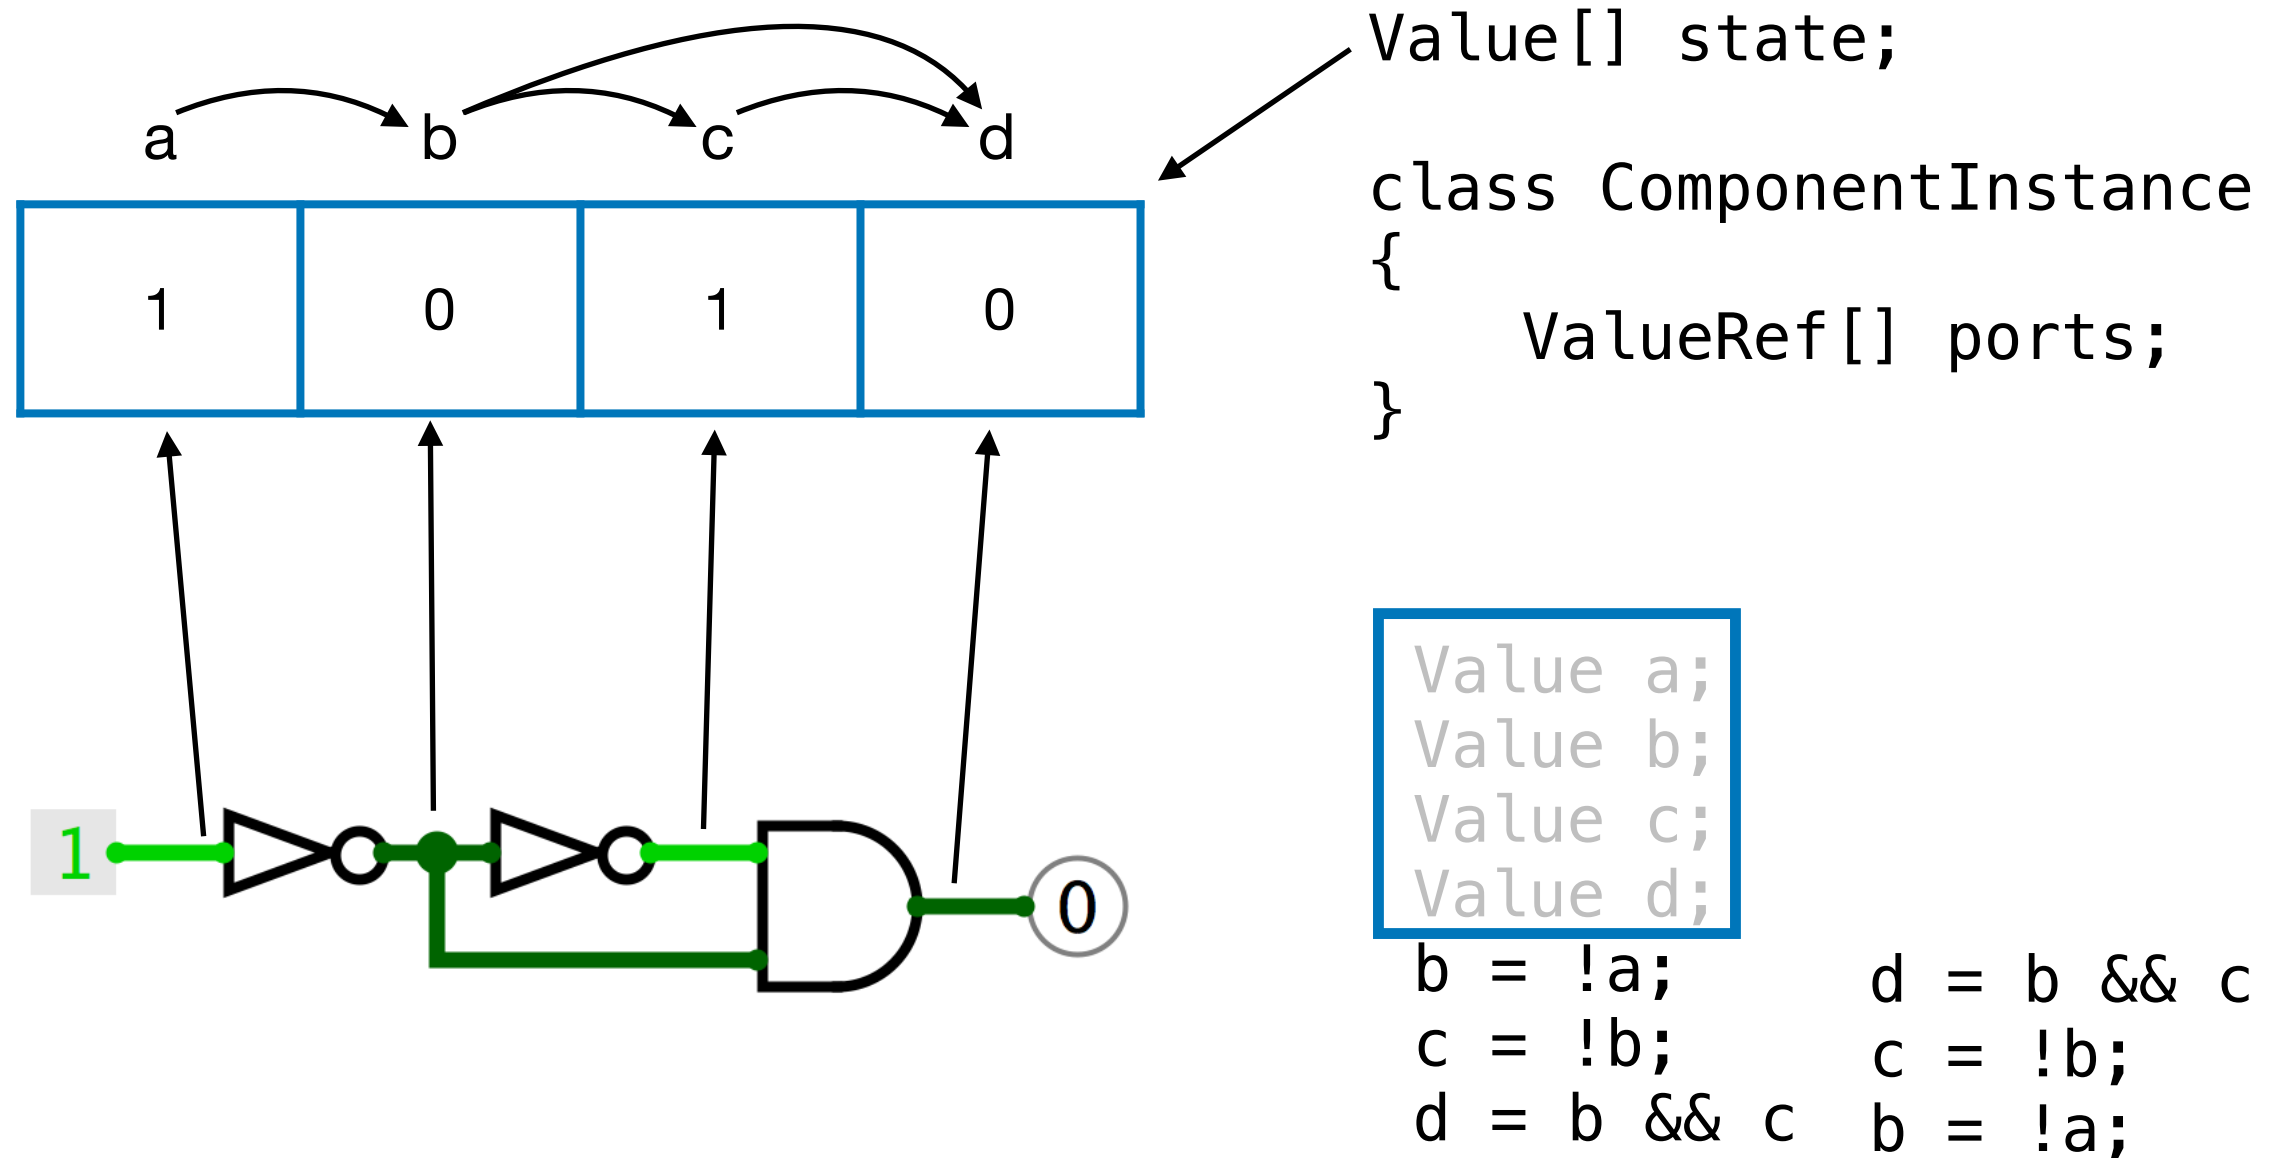 a b c d
1 0 1 0
1
0
Value[] state;
class ComponentInstance
{
ValueRef[] ports;
}
Value a;
Value b;
Value c;
Value d;
b = !a;
c = !b;
d = b && c
d = b && c
c = !b;
b = !a;